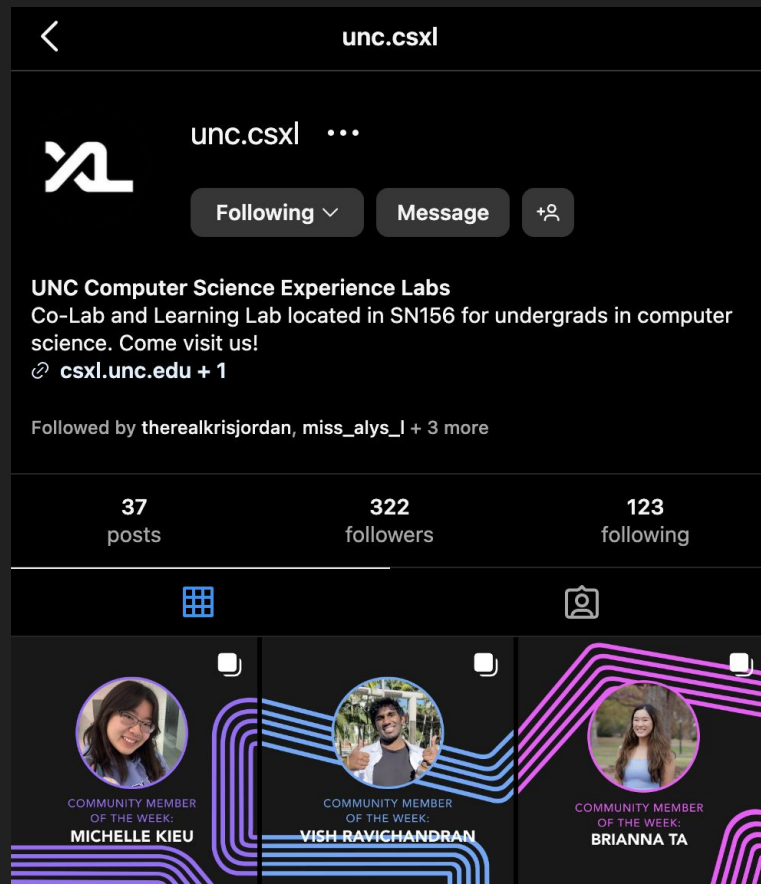 unc.csxl
XL
unc.csxl
Following
Message
UNC Computer Science Experience Labs
Co-Lab and Learning Lab located in SN156 for undergrads in computer
science. Come visit us!
csxl.unc.edu + 1
Followed by therealkrisjordan, miss_alys_l + 3 more
37
posts
322
followers
123
following
COMMUNITY MEMBER
OF THE WEEK:
MICHELLE KIEU
COMMUNITY MEMBER
OF THE WEEK:
VISH RAVICHANDRAN
COMMUNITY MEMBER
OF THE WEEK:
BRIANNA TA